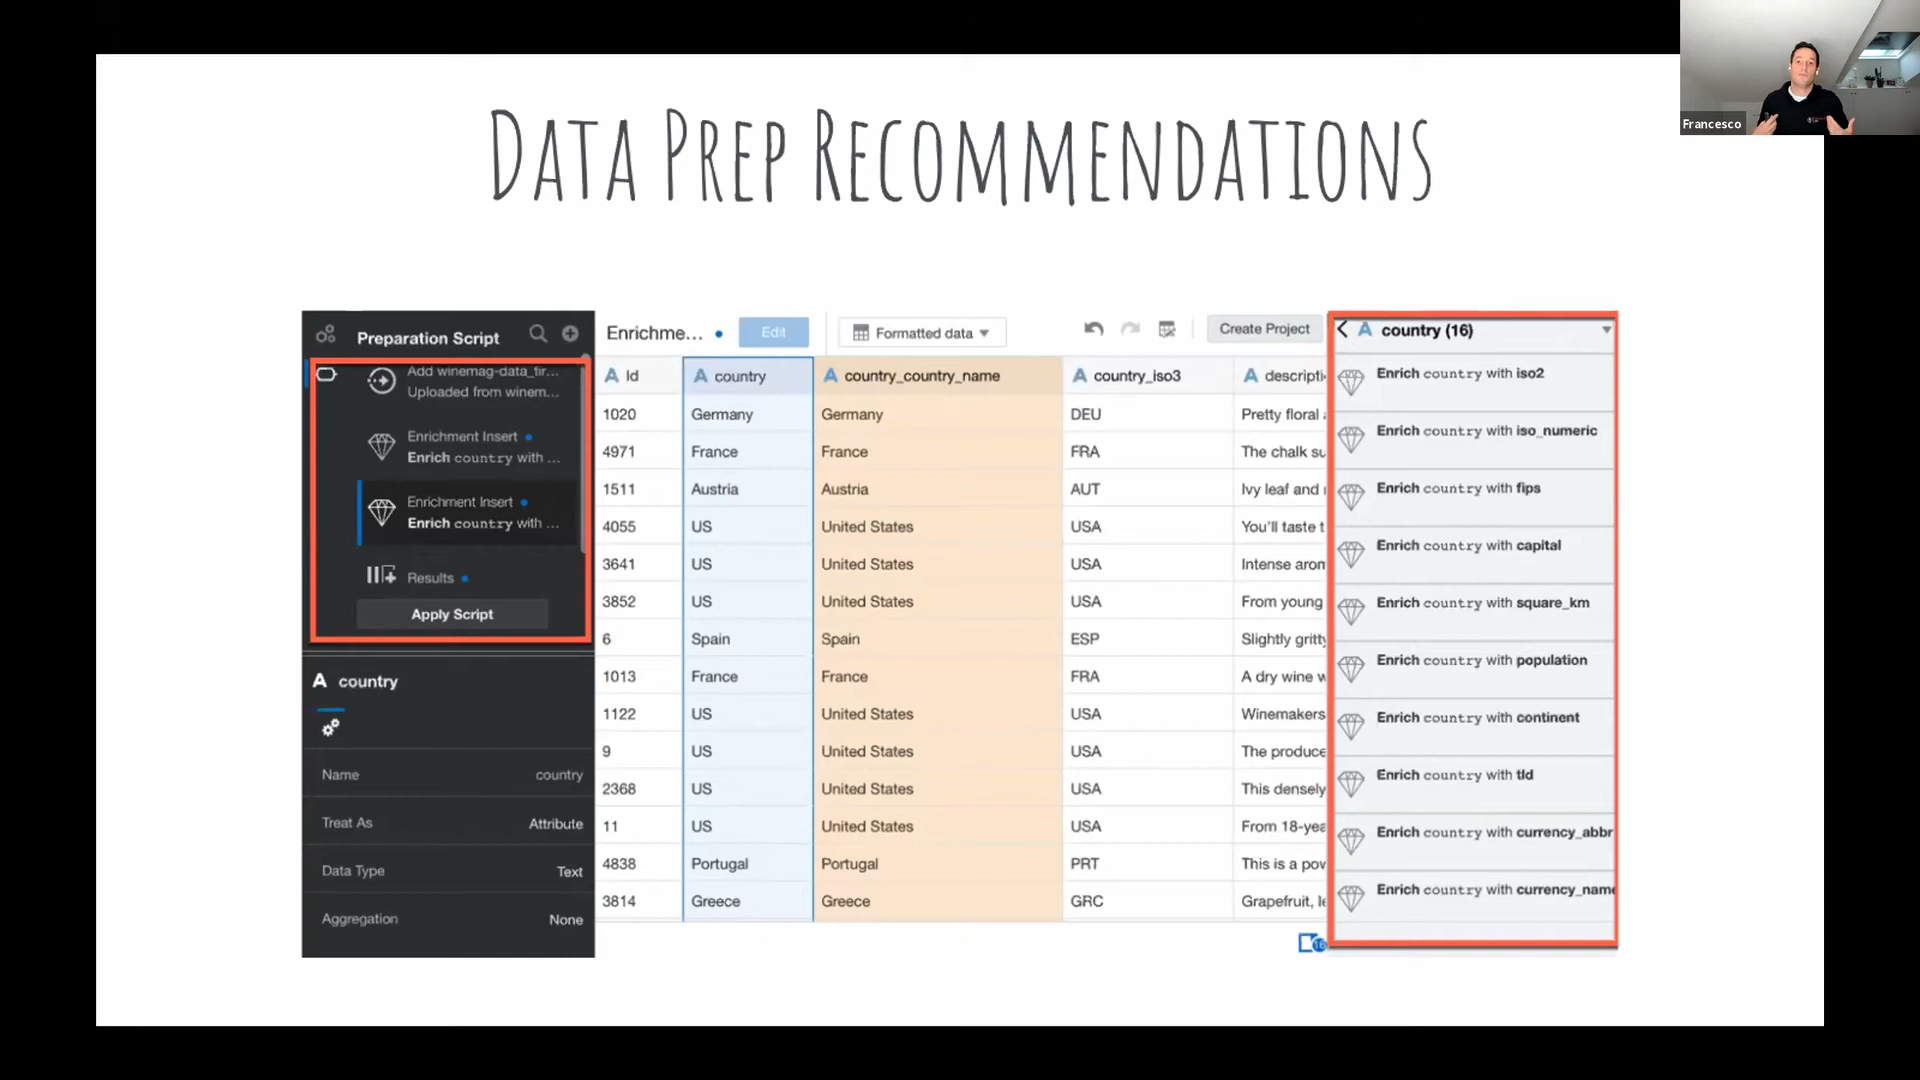 DATA PREP RECOMMENDATIONS
Francesco
Preparation Script
Add winemag-data_fir...
Uploaded from winem...
Enrichment Insert
Enrich country with ...
Enrichment Insert
Enrich country with ...
Results
Apply Script
A country
Name country
Treat As Attribute
Data Type Text
Aggregation None
Enrichme... Edit Formatted data Create Project
A Id A country A country_country_name A country_iso3 A descripti
1020 Germany Germany DEU Pretty floral
4971 France France FRA The chalk su
1511 Austria Austria AUT Ivy leaf and
4055 US United States USA You'll taste t
3641 US United States USA Intense arom
3852 US United States USA From young
6 Spain Spain ESP Slightly gritty
1013 France France FRA A dry wine w
1122 US United States USA Winemakers
9 US United States USA The produce
2368 US United States USA This densely
11 US United States USA From 18-yea
4838 Portugal Portugal PRT This is a pow
3814 Greece Greece GRC Grapefruit, le
16
A country (16)
Enrich country with iso2
Enrich country with iso_numeric
Enrich country with fips
Enrich country with capital
Enrich country with square_km
Enrich country with population
Enrich country with continent
Enrich country with tld
Enrich country with currency_abbr
Enrich country with currency_name